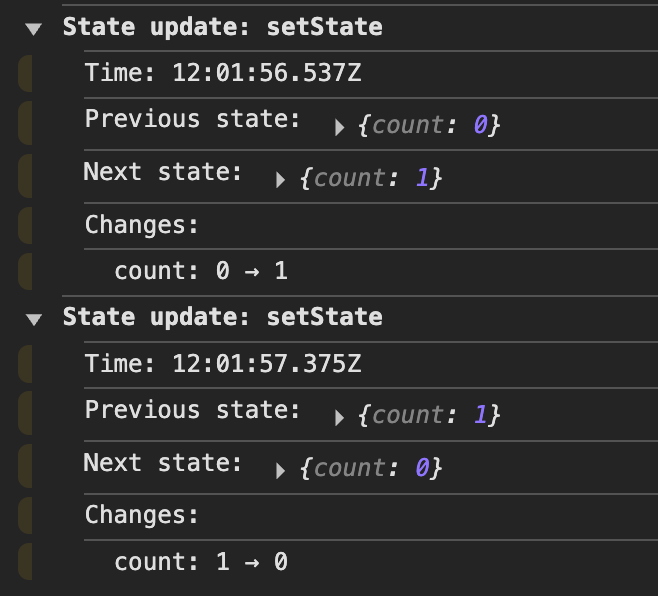 State update: setState
Time: 12:01:56.537Z
Previous state: {count: 0}
Next state: {count: 1}
Changes:
count: 0 → 1
State update: setState
Time: 12:01:57.375Z
Previous state: {count: 1}
Next state: {count: 0}
Changes:
count: 1 → 0